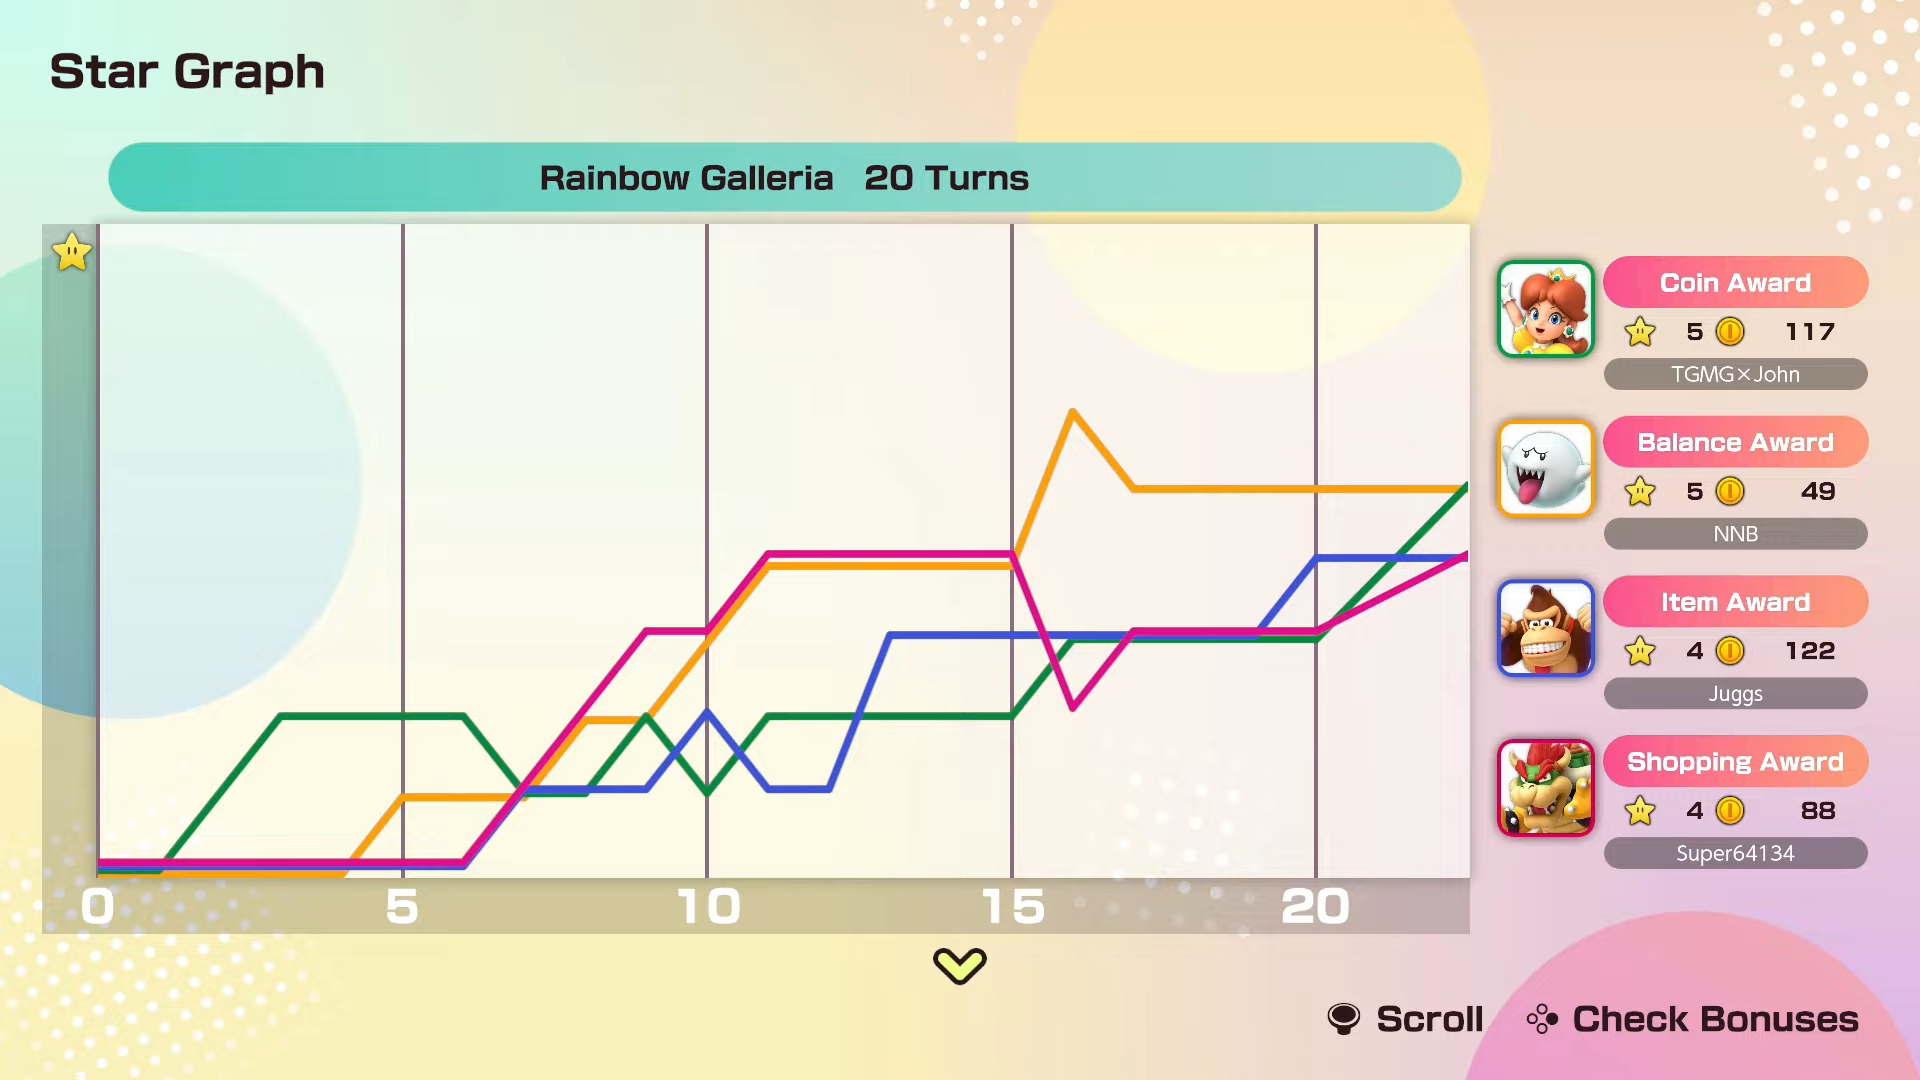 Star Graph
Rainbow Galleria 20 Turns
Coin Award
5 117
TGMG×John
Balance Award
5 49
NNB
Item Award
4 122
Juggs
Shopping Award
4 88
Super64134
0 5 10 15 20
Scroll Check Bonuses